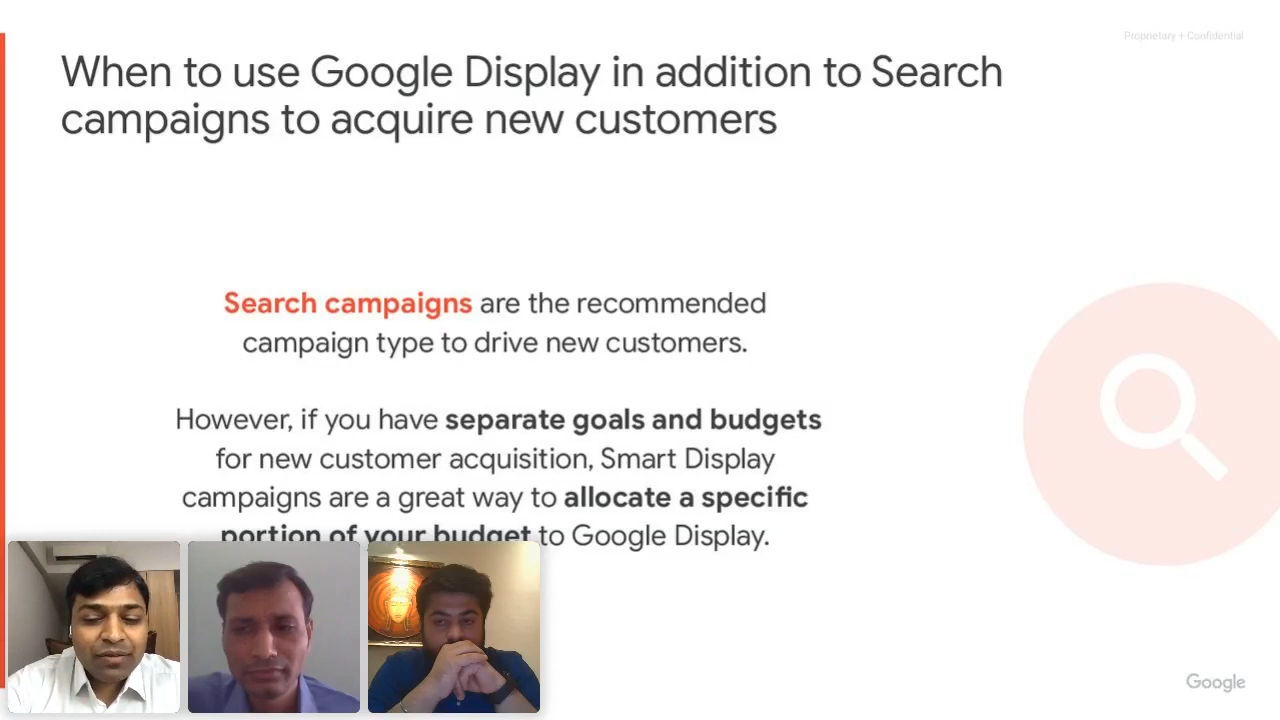 Proprietary + Confidential
When to use Google Display in addition to Search
campaigns to acquire new customers
Search campaigns are the recommended
campaign type to drive new customers.
However, if you have separate goals and budgets
for new customer acquisition, Smart Display
campaigns are a great way to allocate a specific
portion of your budget to Google Display.
Google